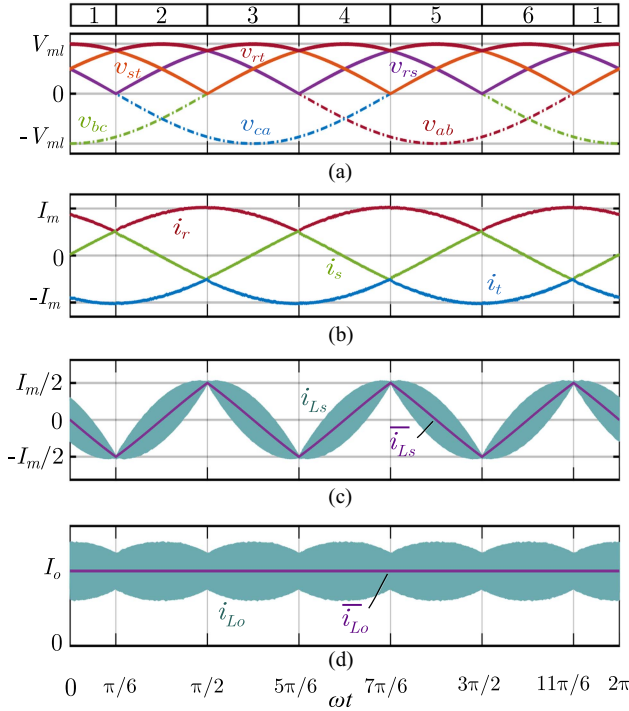 1 2 3 4 5 6 1
V_ml
v_st
v_rt
v_rs
0
v_bc
v_ca
v_ab
-V_ml
(a)
I_m
i_r
0
i_s
i_t
-I_m
(b)
I_m/2
i_Ls
0
i_Ls
-I_m/2
(c)
I_o
i_Lo
i_Lo
0
(d)
0 π/6 π/2 5π/6 7π/6 3π/2 11π/6 2π
ωt